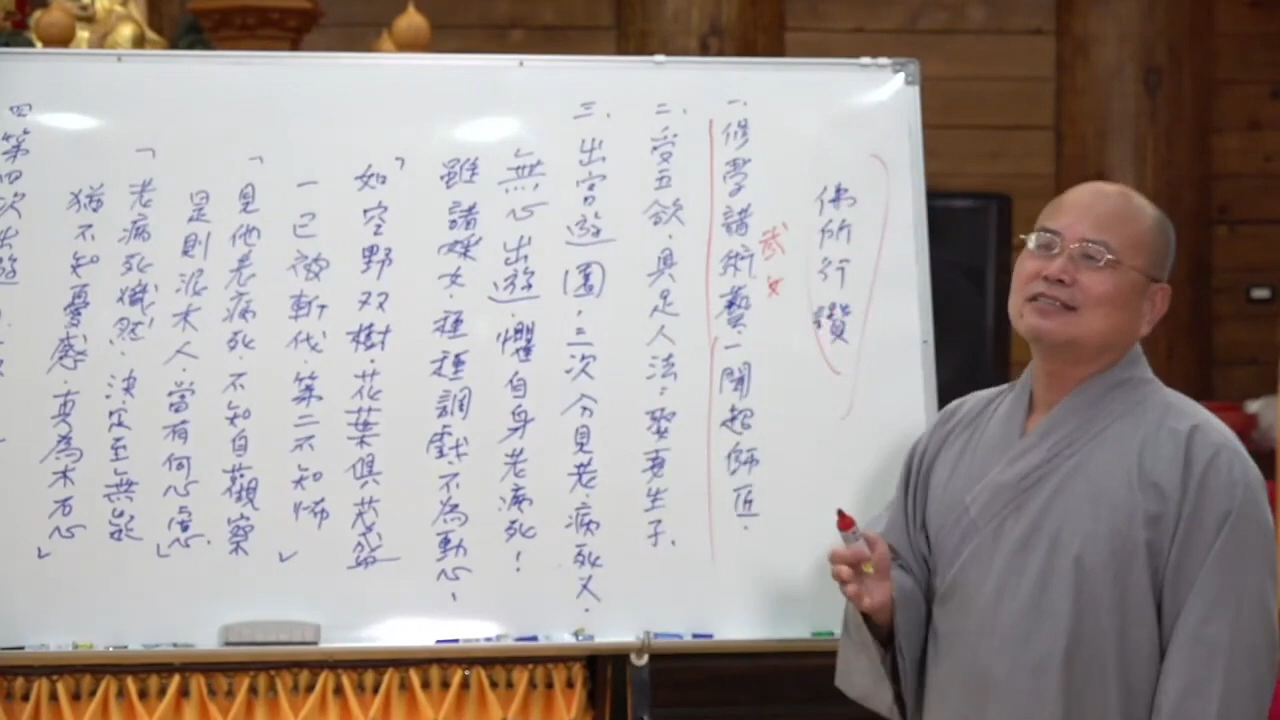 佛所行讚
一、修學諸術藝.一聞超師匠.
武文
二、受五欲.具足人法:娶妻生子.
三、出宮遊園.三次分見老.病死人.
無心出遊.懼自身老病死!
雖諸婇女.種種調戲.不為動心、
「如空野双樹.花葉俱茂盛
一已被斬伐.第二不知怖」
「見他老病死.不知自觀察
是則泥木人.當有何心慮」
「老病死熾然.決定至無
猶不知憂慼.真為木石心」
四第四次出遊